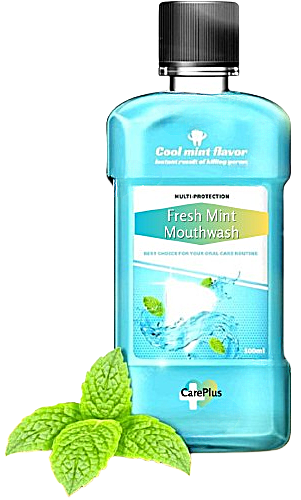 Cool mint flavor
Instant result of killing germs
MULTI-PROTECTION
Fresh Mint
Mouthwash
BEST CHOICE FOR YOUR ORAL CARE ROUTINE
500ml
CarePlus